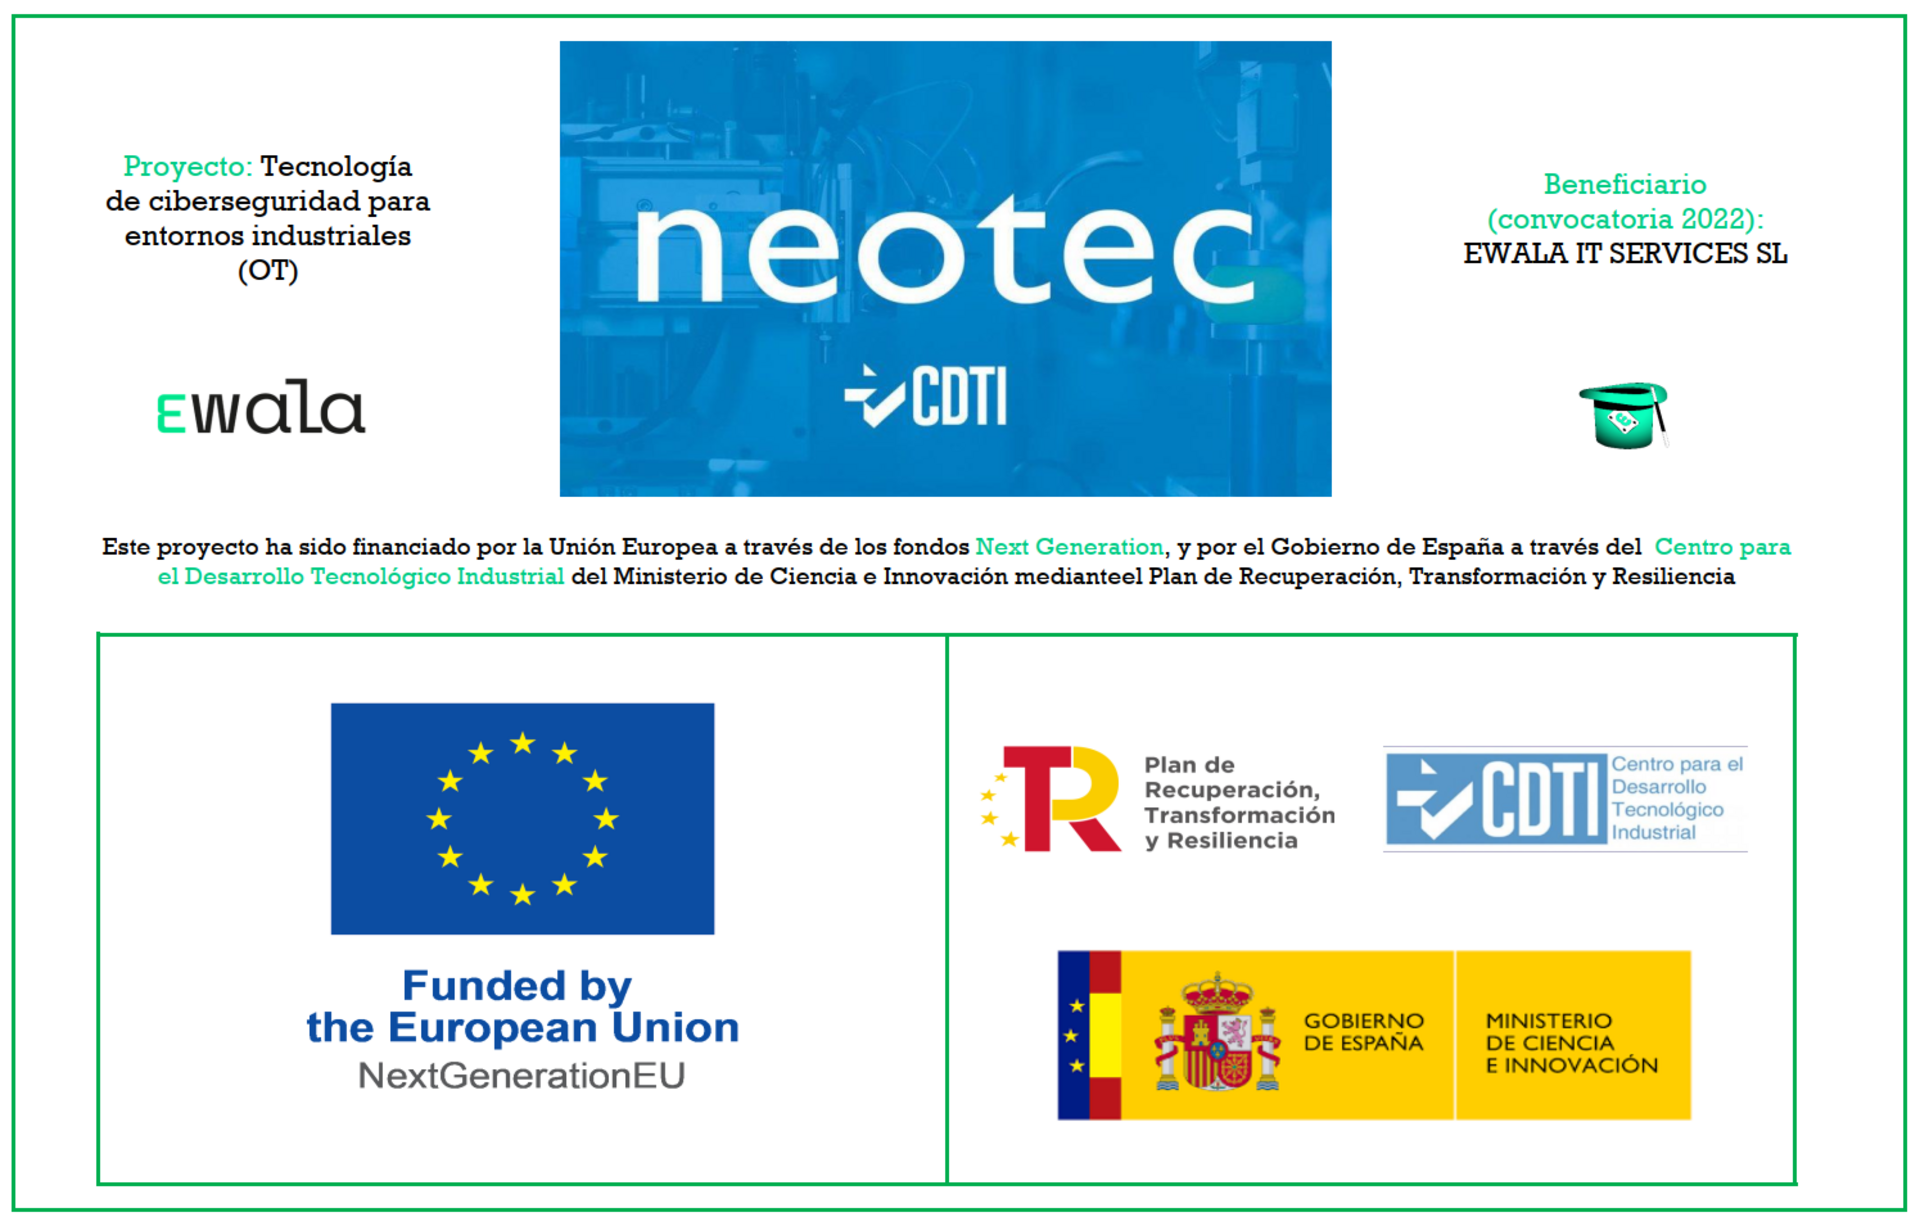 Proyecto: Tecnología
de ciberseguridad para
entornos industriales
(OT)
ewala
neotec
CDTI
Beneficiario
(convocatoria 2022):
EWALA IT SERVICES SL
Este proyecto ha sido financiado por la Unión Europea a través de los fondos Next Generation, y por el Gobierno de España a través del Centro para
el Desarrollo Tecnológico Industrial del Ministerio de Ciencia e Innovación medianteel Plan de Recuperación, Transformación y Resiliencia
Funded by
the European Union
NextGenerationEU
TR
Plan de
Recuperación,
Transformación
y Resiliencia
CDTI
Centro para el
Desarrollo
Tecnológico
Industrial
GOBIERNO
DE ESPAÑA
MINISTERIO
DE CIENCIA
E INNOVACIÓN